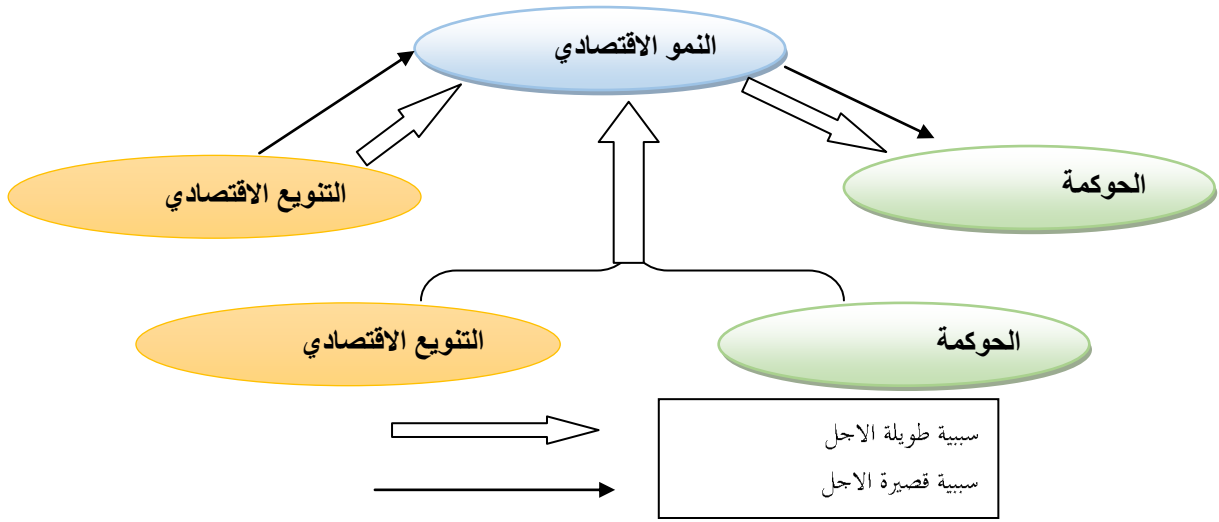 النمو الاقتصادي
الحوكمة
التنويع الاقتصادي
الحوكمة
التنويع الاقتصادي
سببية طويلة الاجل
سببية قصيرة الاجل